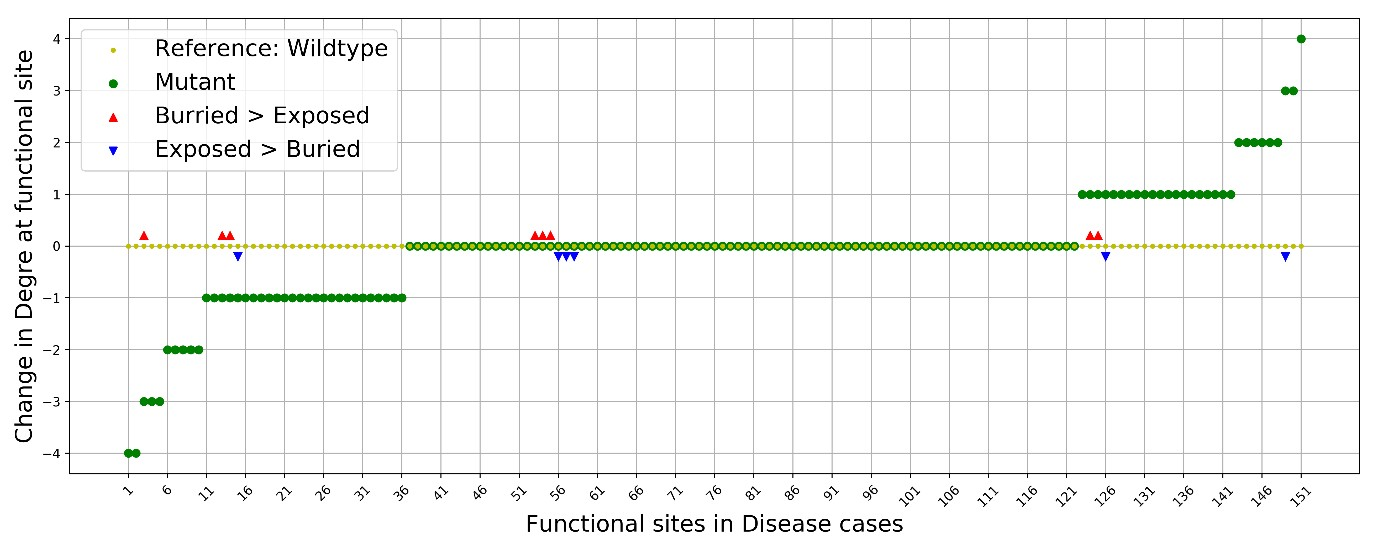 Reference: Wildtype
Mutant
Burried > Exposed
Exposed > Buried
Change in Degre at functional site
4
3
2
1
0
−1
−2
−3
−4
1 6 11 16 21 26 31 36 41 46 51 56 61 66 71 76 81 86 91 96 101 106 111 116 121 126 131 136 141 146 151
Functional sites in Disease cases